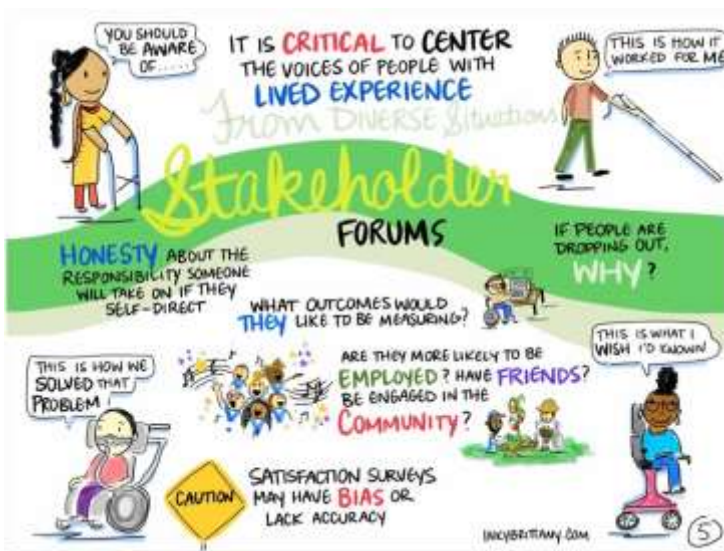 YOU SHOULD
BE AWARE
OF.....
IT IS CRITICAL TO CENTER
THE VOICES OF PEOPLE WITH
LIVED EXPERIENCE
From DIVERSE Situations
THIS IS HOW IT
WORKED FOR ME
Stakeholder
FORUMS
HONESTY ABOUT THE
RESPONSIBILITY SOMEONE
WILL TAKE ON IF THEY
SELF-DIRECT
IF PEOPLE ARE
DROPPING OUT,
WHY?
WHAT OUTCOMES WOULD
THEY LIKE TO BE MEASURING?
THIS IS HOW WE
SOLVED THAT
PROBLEM!
ARE THEY MORE LIKELY TO BE
EMPLOYED? HAVE FRIENDS?
BE ENGAGED IN THE
COMMUNITY?
THIS IS WHAT I
WISH I'D KNOWN
CAUTION
SATISFACTION SURVEYS
MAY HAVE BIAS OR
LACK ACCURACY
INKYBRITTANY.COM
5